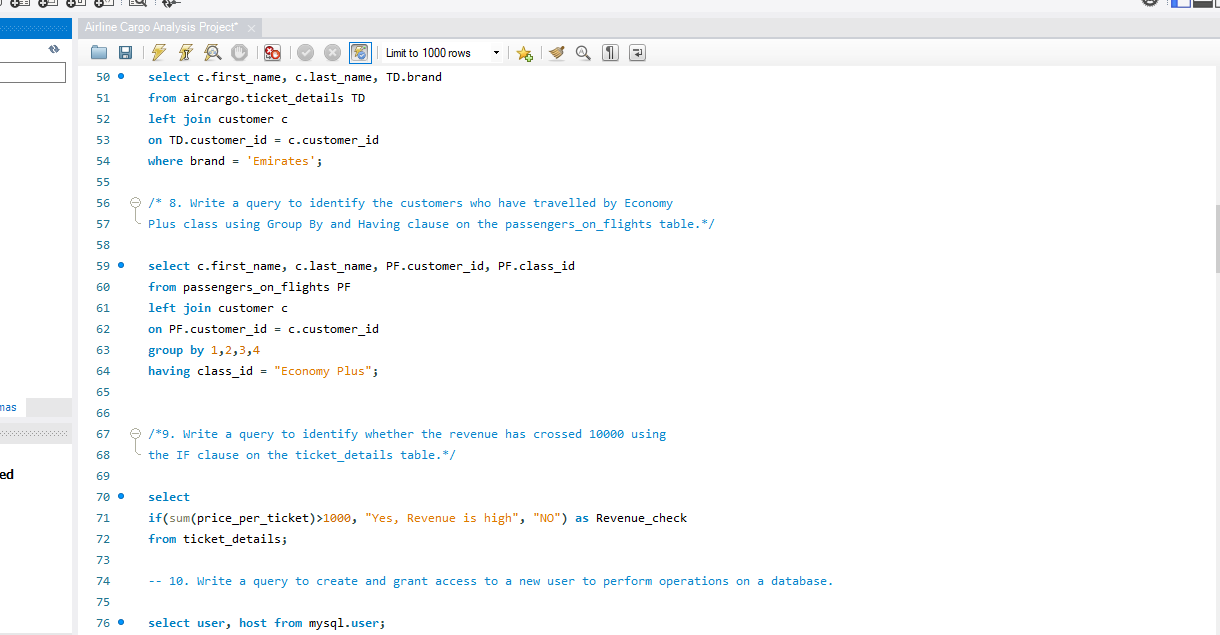 Airline Cargo Analysis Project* ×
Limit to 1000 rows
50 select c.first_name, c.last_name, TD.brand
51 from aircargo.ticket_details TD
52 left join customer c
53 on TD.customer_id = c.customer_id
54 where brand = 'Emirates';
55
56 /* 8. Write a query to identify the customers who have travelled by Economy
57 Plus class using Group By and Having clause on the passengers_on_flights table.*/
58
59 select c.first_name, c.last_name, PF.customer_id, PF.class_id
60 from passengers_on_flights PF
61 left join customer c
62 on PF.customer_id = c.customer_id
63 group by 1,2,3,4
64 having class_id = "Economy Plus";
65
mas
66
67 /*9. Write a query to identify whether the revenue has crossed 10000 using
68 the IF clause on the ticket_details table.*/
ed
69
70 select
71 if(sum(price_per_ticket)>1000, "Yes, Revenue is high", "NO") as Revenue_check
72 from ticket_details;
73
74 -- 10. Write a query to create and grant access to a new user to perform operations on a database.
75
76 select user, host from mysql.user;